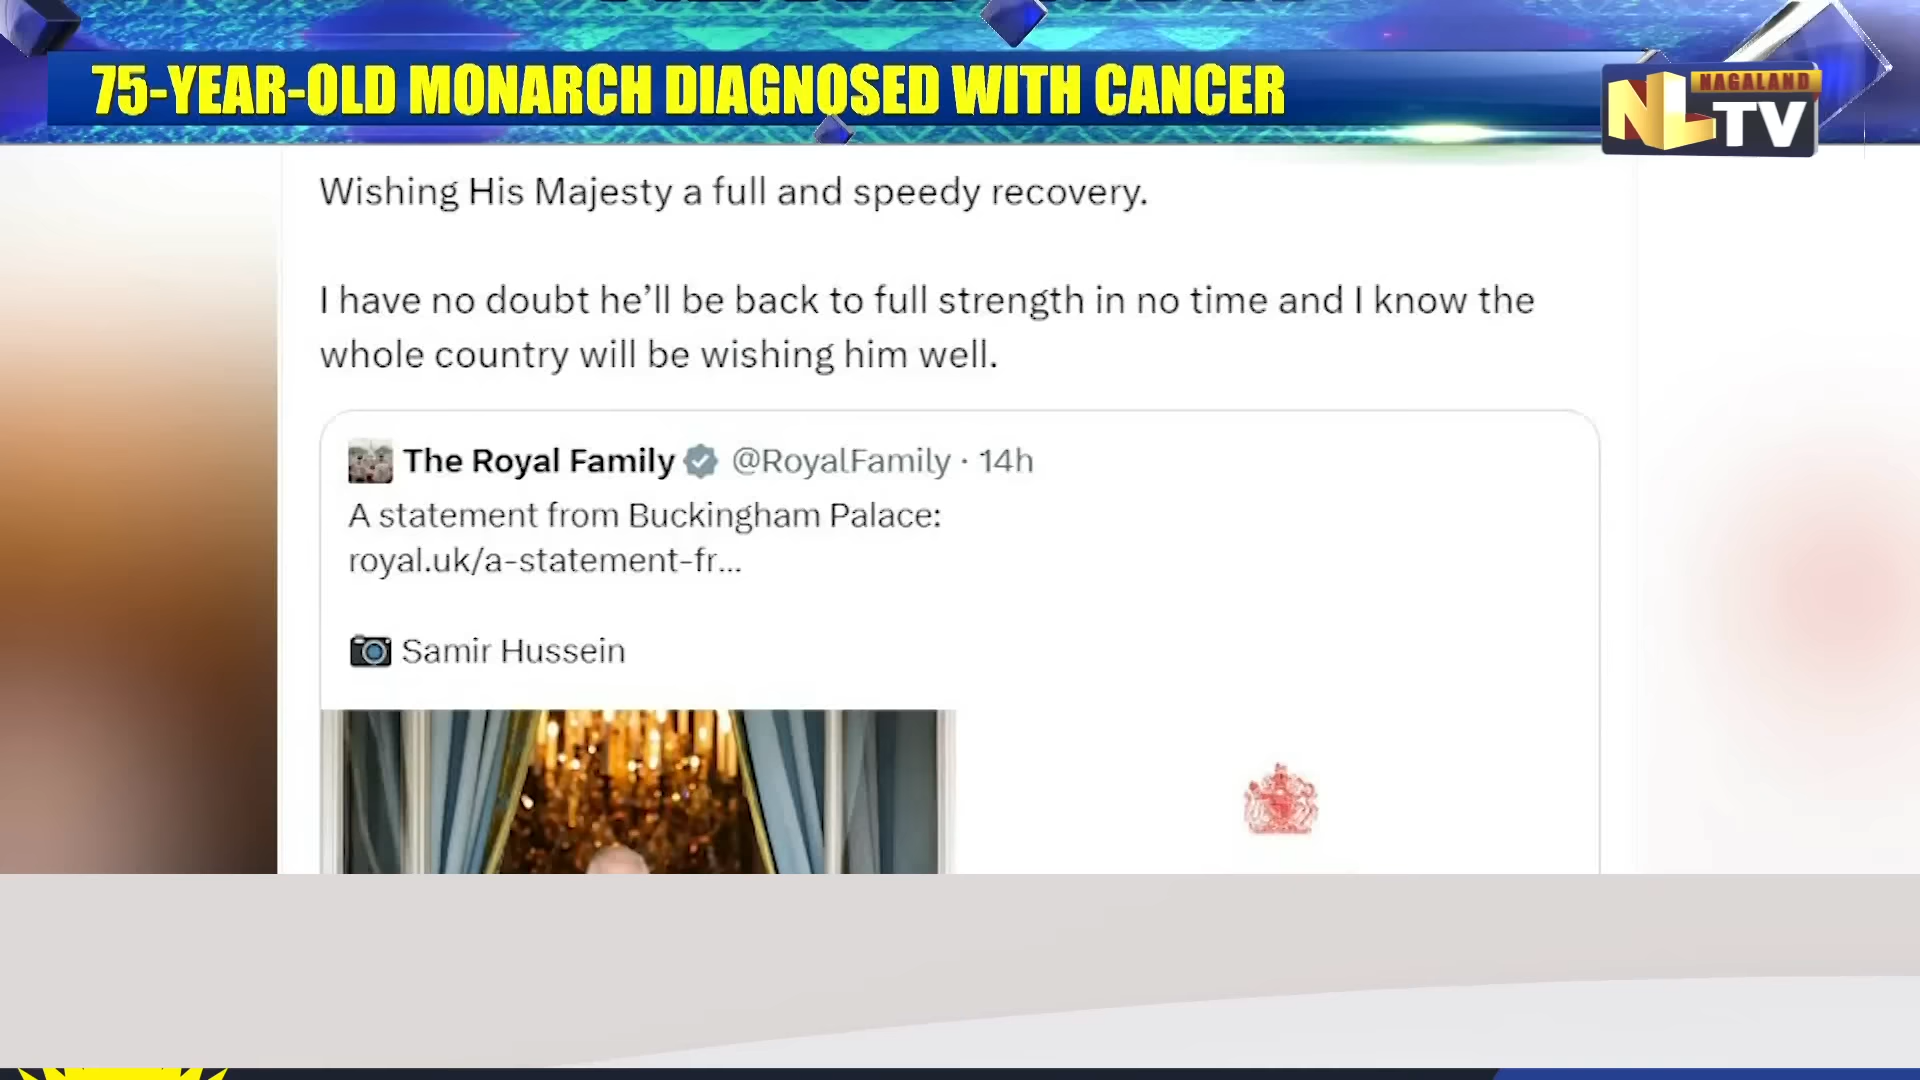 75-YEAR-OLD MONARCH DIAGNOSED WITH CANCER
NAGALAND
NLTV
Wishing His Majesty a full and speedy recovery.
I have no doubt he’ll be back to full strength in no time and I know the
whole country will be wishing him well.
The Royal Family @RoyalFamily · 14h
A statement from Buckingham Palace:
royal.uk/a-statement-fr...
Samir Hussein